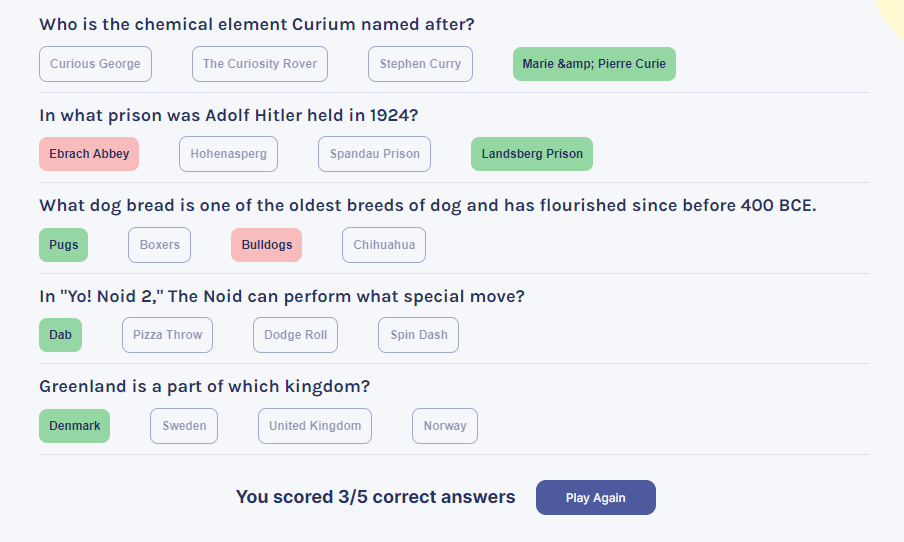 Who is the chemical element Curium named after?
Curious George The Curiosity Rover Stephen Curry Marie &amp; Pierre Curie
In what prison was Adolf Hitler held in 1924?
Ebrach Abbey Hohenasperg Spandau Prison Landsberg Prison
What dog bread is one of the oldest breeds of dog and has flourished since before 400 BCE.
Pugs Boxers Bulldogs Chihuahua
In "Yo! Noid 2," The Noid can perform what special move?
Dab Pizza Throw Dodge Roll Spin Dash
Greenland is a part of which kingdom?
Denmark Sweden United Kingdom Norway
You scored 3/5 correct answers Play Again